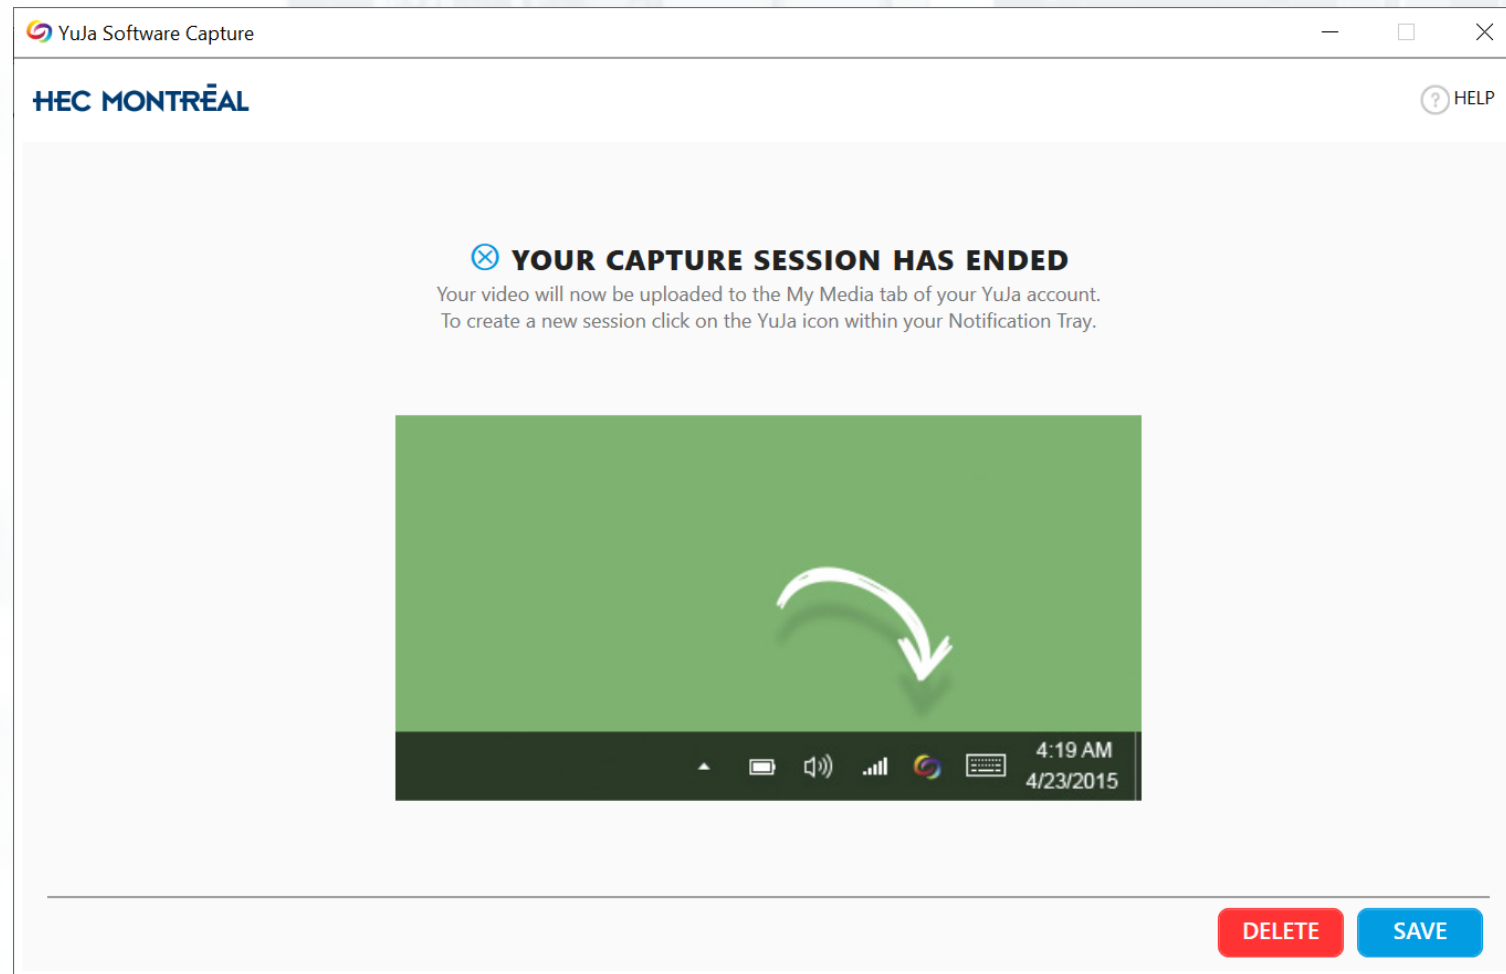 YuJa Software Capture
HEC MONTRÉAL
? HELP
YOUR CAPTURE SESSION HAS ENDED
Your video will now be uploaded to the My Media tab of your YuJa account.
To create a new session click on the YuJa icon within your Notification Tray.
4:19 AM
4/23/2015
DELETE
SAVE